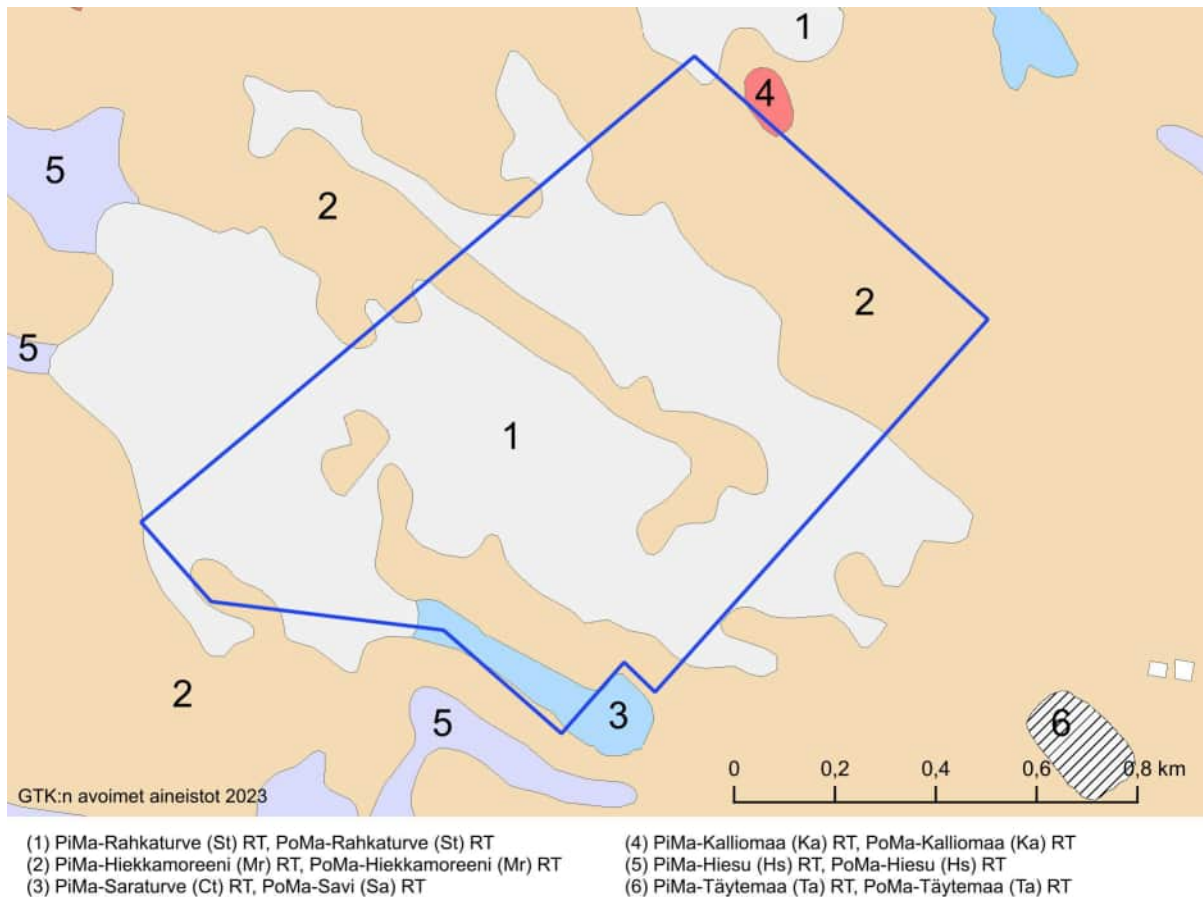 1
4
5
2
2
5
1
3
2
5
6
0 0,2 0,4 0,6 0,8 km
GTK:n avoimet aineistot 2023
(1) PiMa-Rahkaturve (St) RT, PoMa-Rahkaturve (St) RT
(2) PiMa-Hiekkamoreeni (Mr) RT, PoMa-Hiekkamoreeni (Mr) RT
(3) PiMa-Saraturve (Ct) RT, PoMa-Savi (Sa) RT
(4) PiMa-Kalliomaa (Ka) RT, PoMa-Kalliomaa (Ka) RT
(5) PiMa-Hiesu (Hs) RT, PoMa-Hiesu (Hs) RT
(6) PiMa-Täytemaa (Ta) RT, PoMa-Täytemaa (Ta) RT